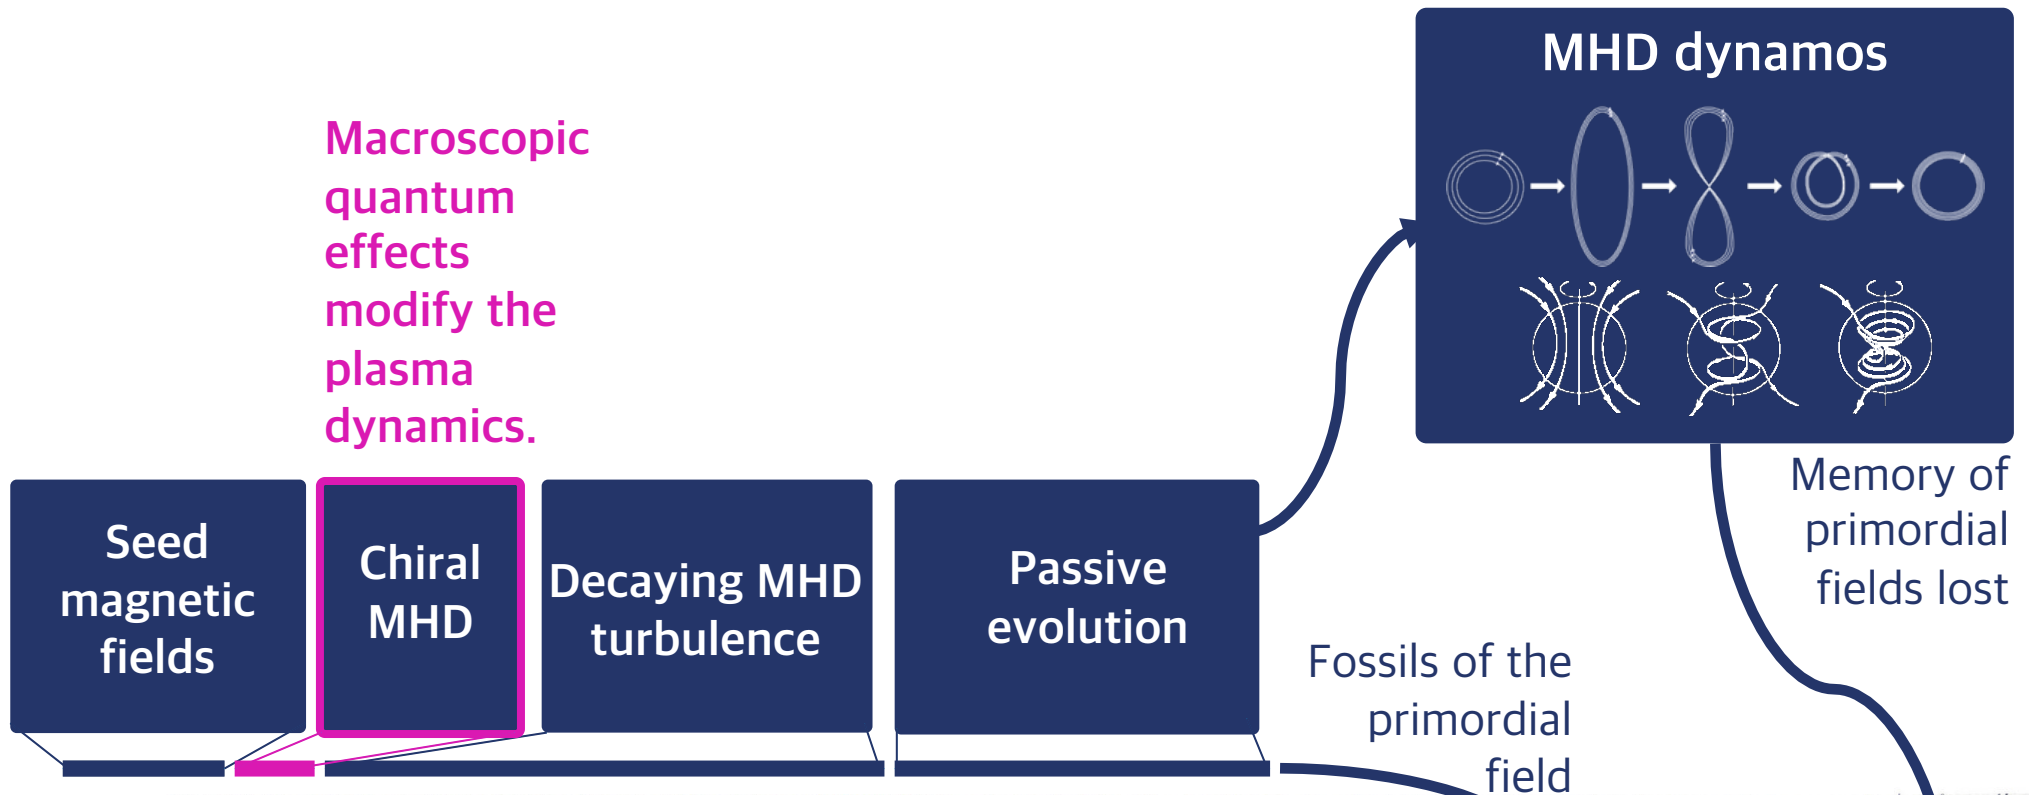 MHD dynamos
Macroscopic
quantum
effects
modify the
plasma
dynamics.
Seed
magnetic
fields
Chiral
MHD
Decaying MHD
turbulence
Passive
evolution
Memory of
primordial
fields lost
Fossils of the
primordial
field